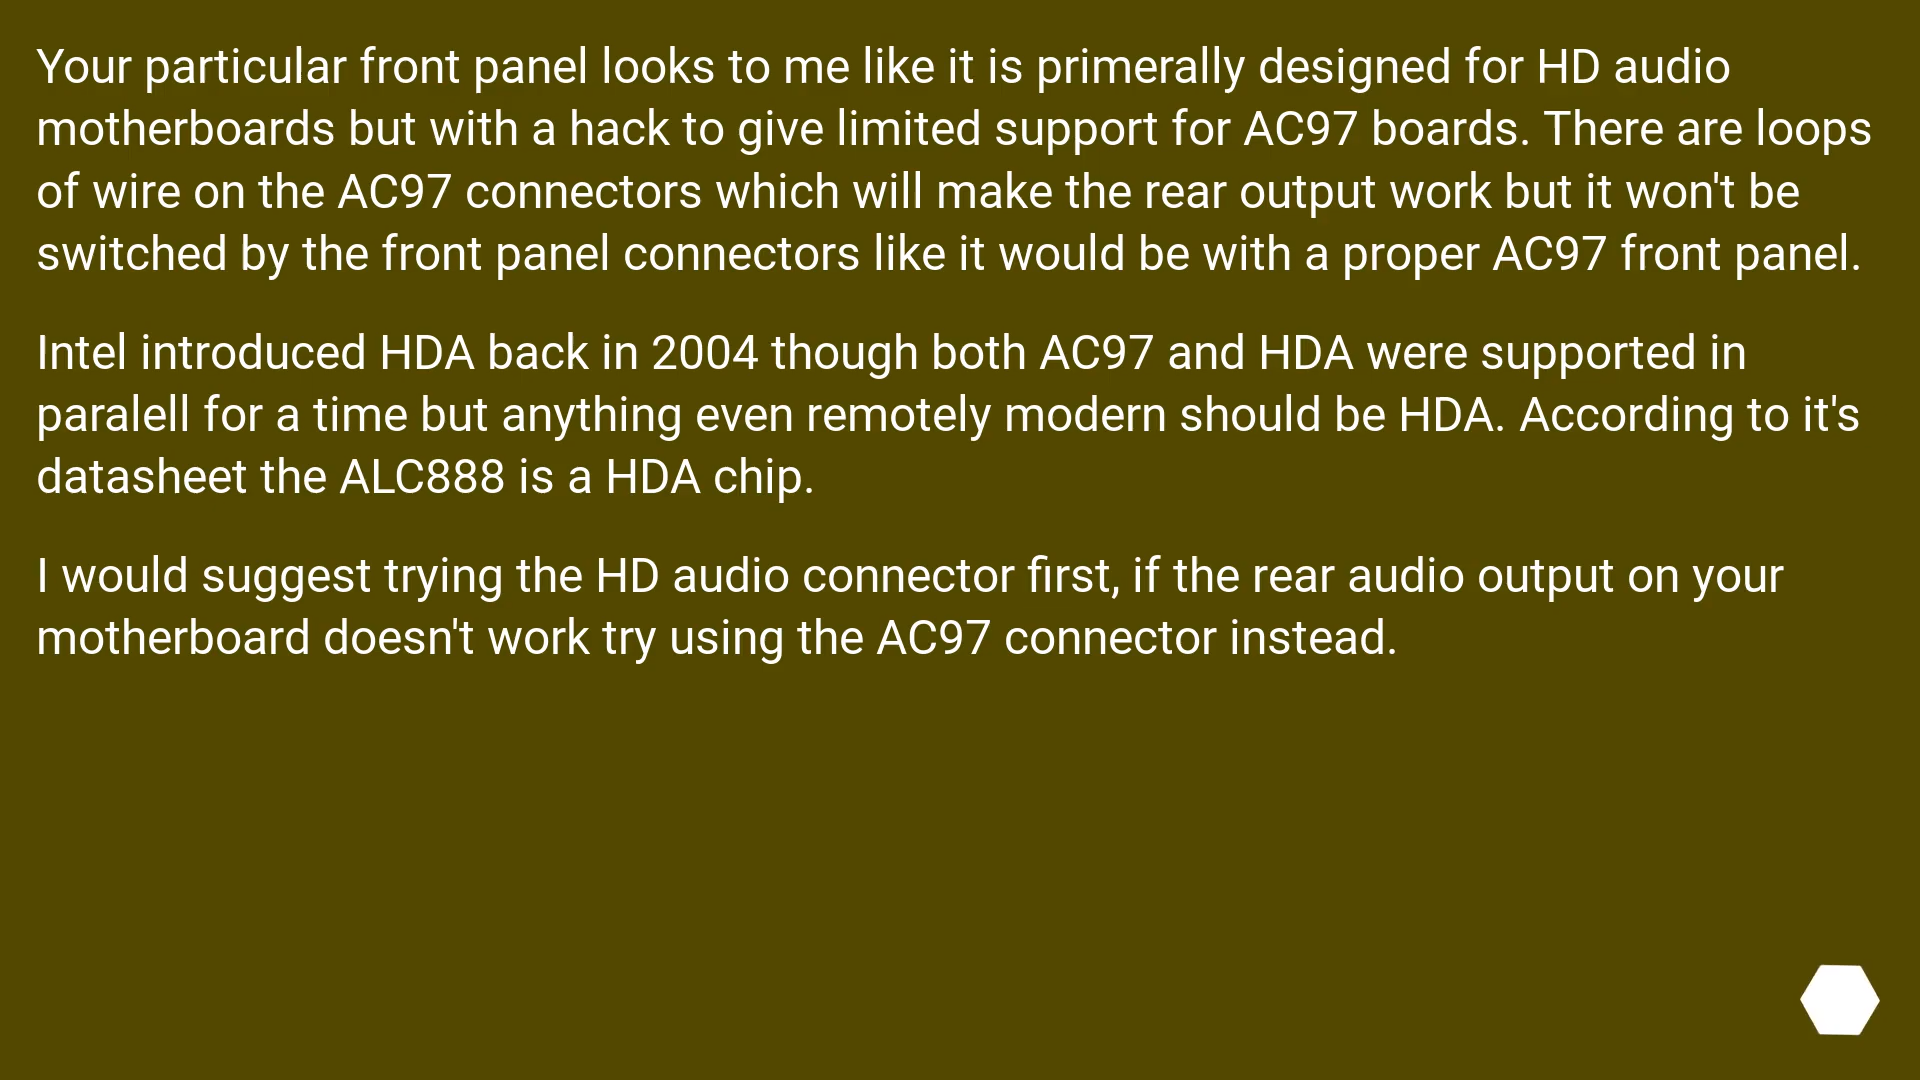 Your particular front panel looks to me like it is primerally designed for HD audio
motherboards but with a hack to give limited support for AC97 boards. There are loops
of wire on the AC97 connectors which will make the rear output work but it won't be
switched by the front panel connectors like it would be with a proper AC97 front panel.
Intel introduced HDA back in 2004 though both AC97 and HDA were supported in
paralell for a time but anything even remotely modern should be HDA. According to it's
datasheet the ALC888 is a HDA chip.
I would suggest trying the HD audio connector first, if the rear audio output on your
motherboard doesn't work try using the AC97 connector instead.